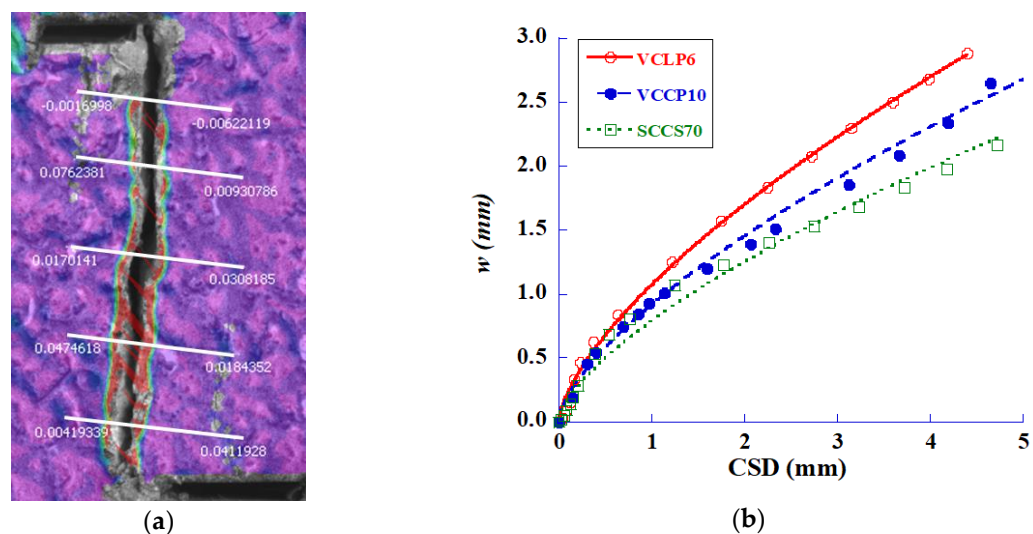 -0.0016998
-0.00622119
0.0762381
0.00930786
0.0170141
0.0308185
0.0474618
0.0184352
0.00419339
0.0411928
(a)
3.0
2.5
2.0
1.5
1.0
0.5
0.0
w (mm)
VCLP6
VCCP10
SCCS70
0 1 2 3 4 5
CSD (mm)
(b)